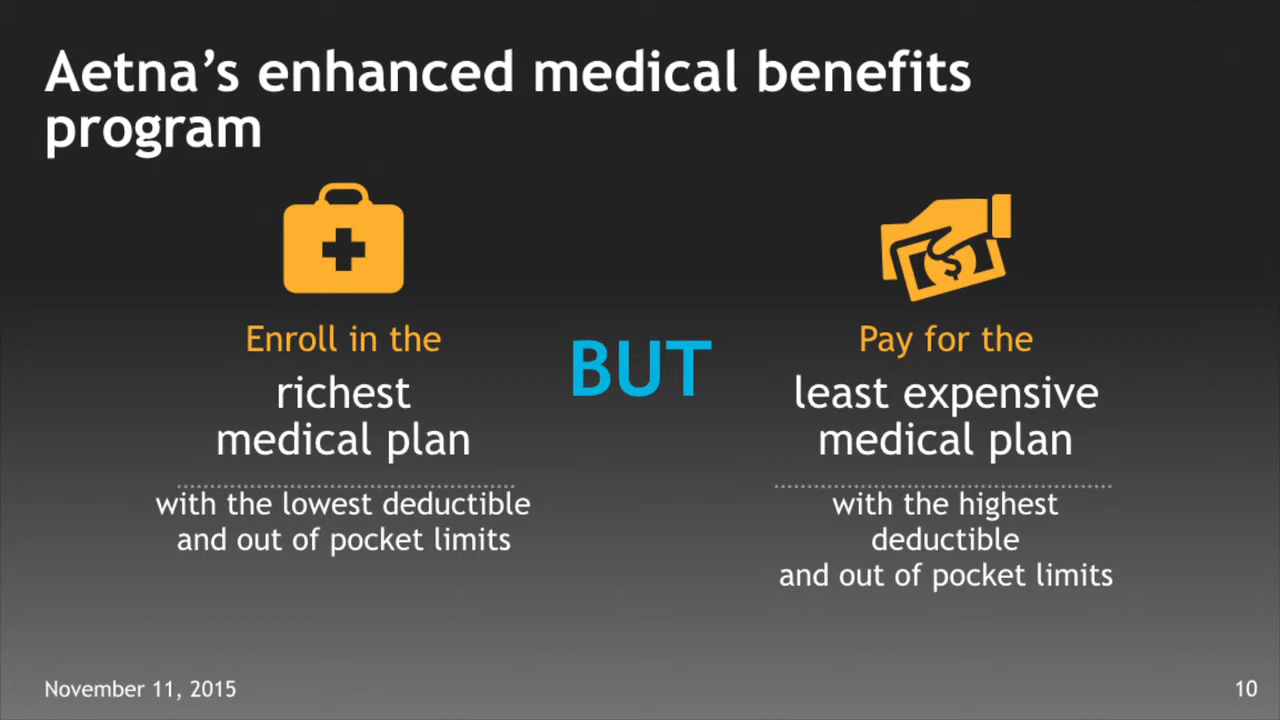 Aetna’s enhanced medical benefits
program
Enroll in the
richest
medical plan
with the lowest deductible
and out of pocket limits
BUT
Pay for the
least expensive
medical plan
with the highest
deductible
and out of pocket limits
November 11, 2015
10